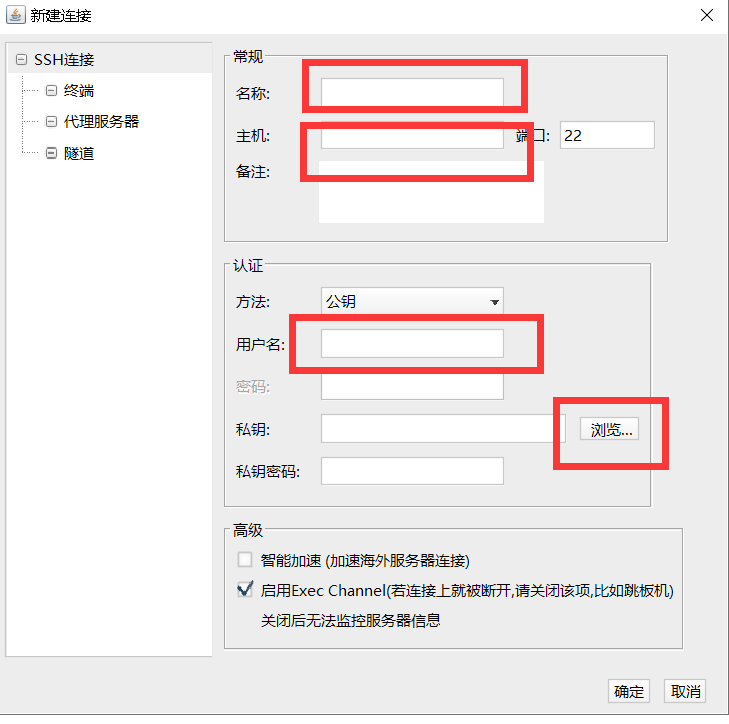 新建连接
SSH连接
终端
代理服务器
隧道
常规
名称:
主机:
端口: 22
备注:
认证
方法: 公钥
用户名:
密码:
私钥: 浏览...
私钥密码:
高级
智能加速 (加速海外服务器连接)
启用Exec Channel(若连接上就被断开,请关闭该项,比如跳板机)
关闭后无法监控服务器信息
确定 取消